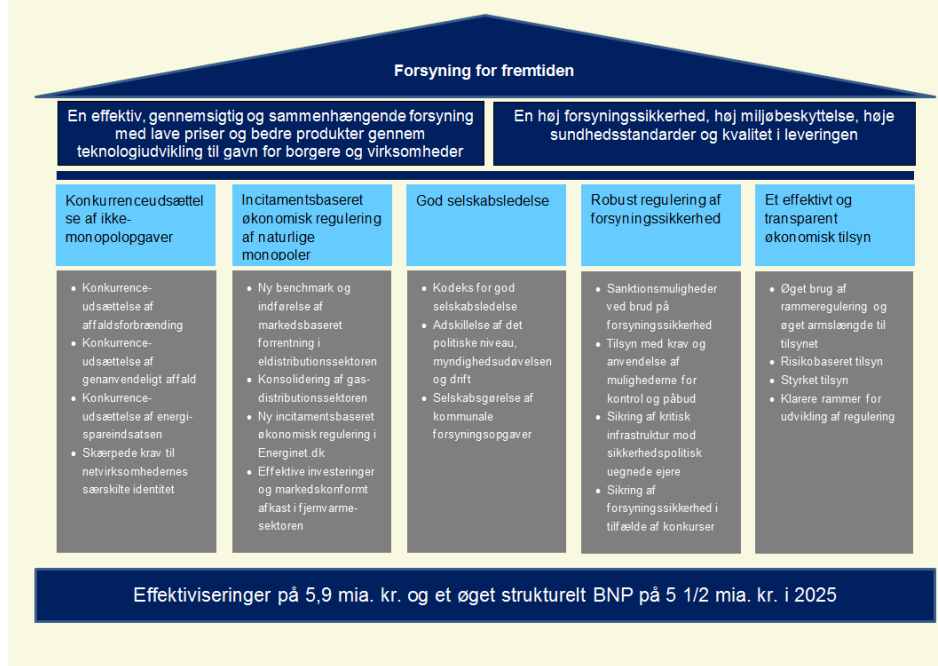 Forsyning for fremtiden
En effektiv, gennemsigtig og sammenhængende forsyning
med lave priser og bedre produkter gennem
teknologiudvikling til gavn for borgere og virksomheder
En høj forsyningssikkerhed, høj miljøbeskyttelse, høje
sundhedsstandarder og kvalitet i leveringen
Konkurrenceudsættel
se af ikke-
monopolopgaver
• Konkurrence-
udsættelse af
affaldsforbrænding
• Konkurrence-
udsættelse af
genanvendeligt affald
• Konkurrence-
udsættelse af energi-
spareindsatsen
• Skærpede krav til
netvirksomhedernes
særskilte identitet
Incitamentsbaseret
økonomisk regulering
af naturlige
monopoler
• Ny benchmark og
indførelse af
markedsbaseret
forrentning i
eldistributionssektoren
• Konsolidering af gas-
distributionssektoren
• Ny incitamentsbaseret
økonomisk regulering i
Energinet.dk
• Effektive investeringer
og markedskonformt
afkast i fjernvarme-
sektoren
God selskabsledelse
• Kodeks for god
selskabsledelse
• Adskillelse af det
politiske niveau,
myndighedsudøvelsen
og drift
• Selskabsgørelse af
kommunale
forsyningsopgaver
Robust regulering af
forsyningssikkerhed
• Sanktionsmuligheder
ved brud på
forsyningssikkerhed
• Tilsyn med krav og
anvendelse af
mulighederne for
kontrol og påbud
• Sikring af kritisk
infrastruktur mod
sikkerhedspolitisk
uegnede ejere
• Sikring af
forsyningssikkerhed i
tilfælde af konkurser
Et effektivt og
transparent
økonomisk tilsyn
• Øget brug af
rammeregulering og
øget armslængde til
tilsynet
• Risikobaseret tilsyn
• Styrket tilsyn
• Klarere rammer for
udvikling af regulering
Effektiviseringer på 5,9 mia. kr. og et øget strukturelt BNP på 5 1/2 mia. kr. i 2025